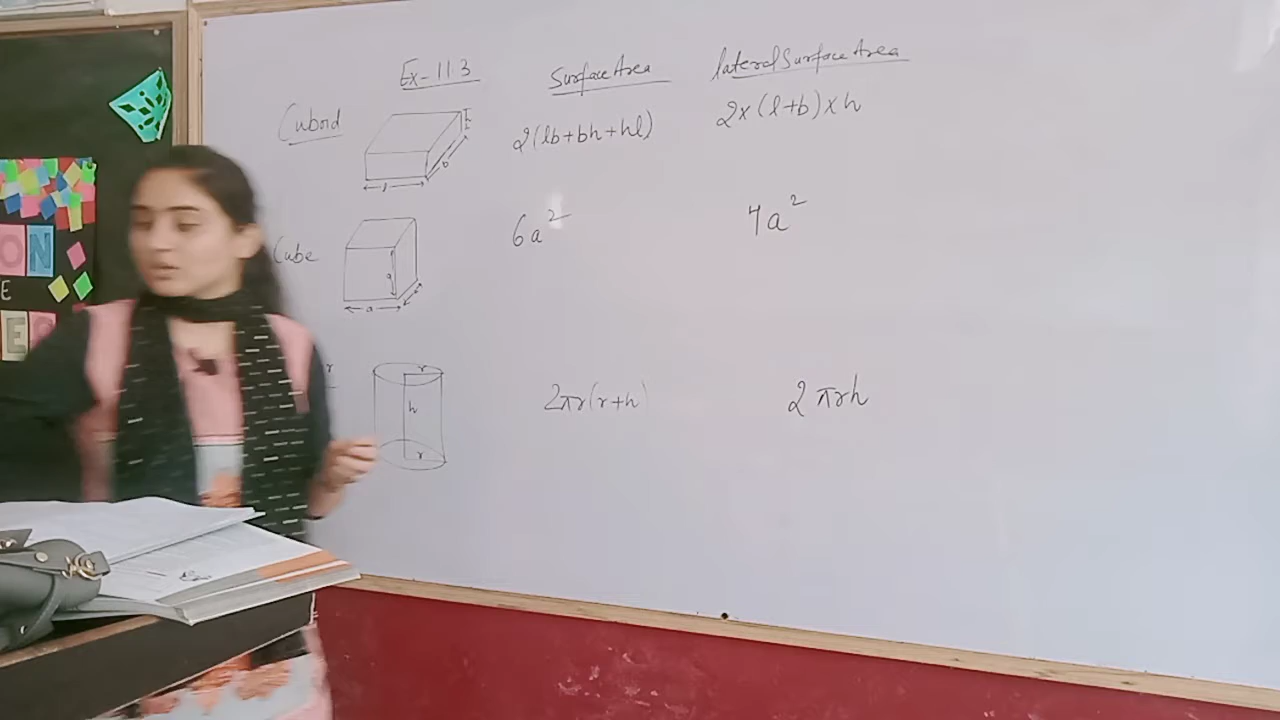 Ex-11.3 Surface Area lateral Surface Area
Cuboid 2(lb+bh+hl) 2×(l+b)×h
h
b
l
Cube 6a² 4a²
a
a
r r 2πr(r+h) 2πrh
h
r
ON
E